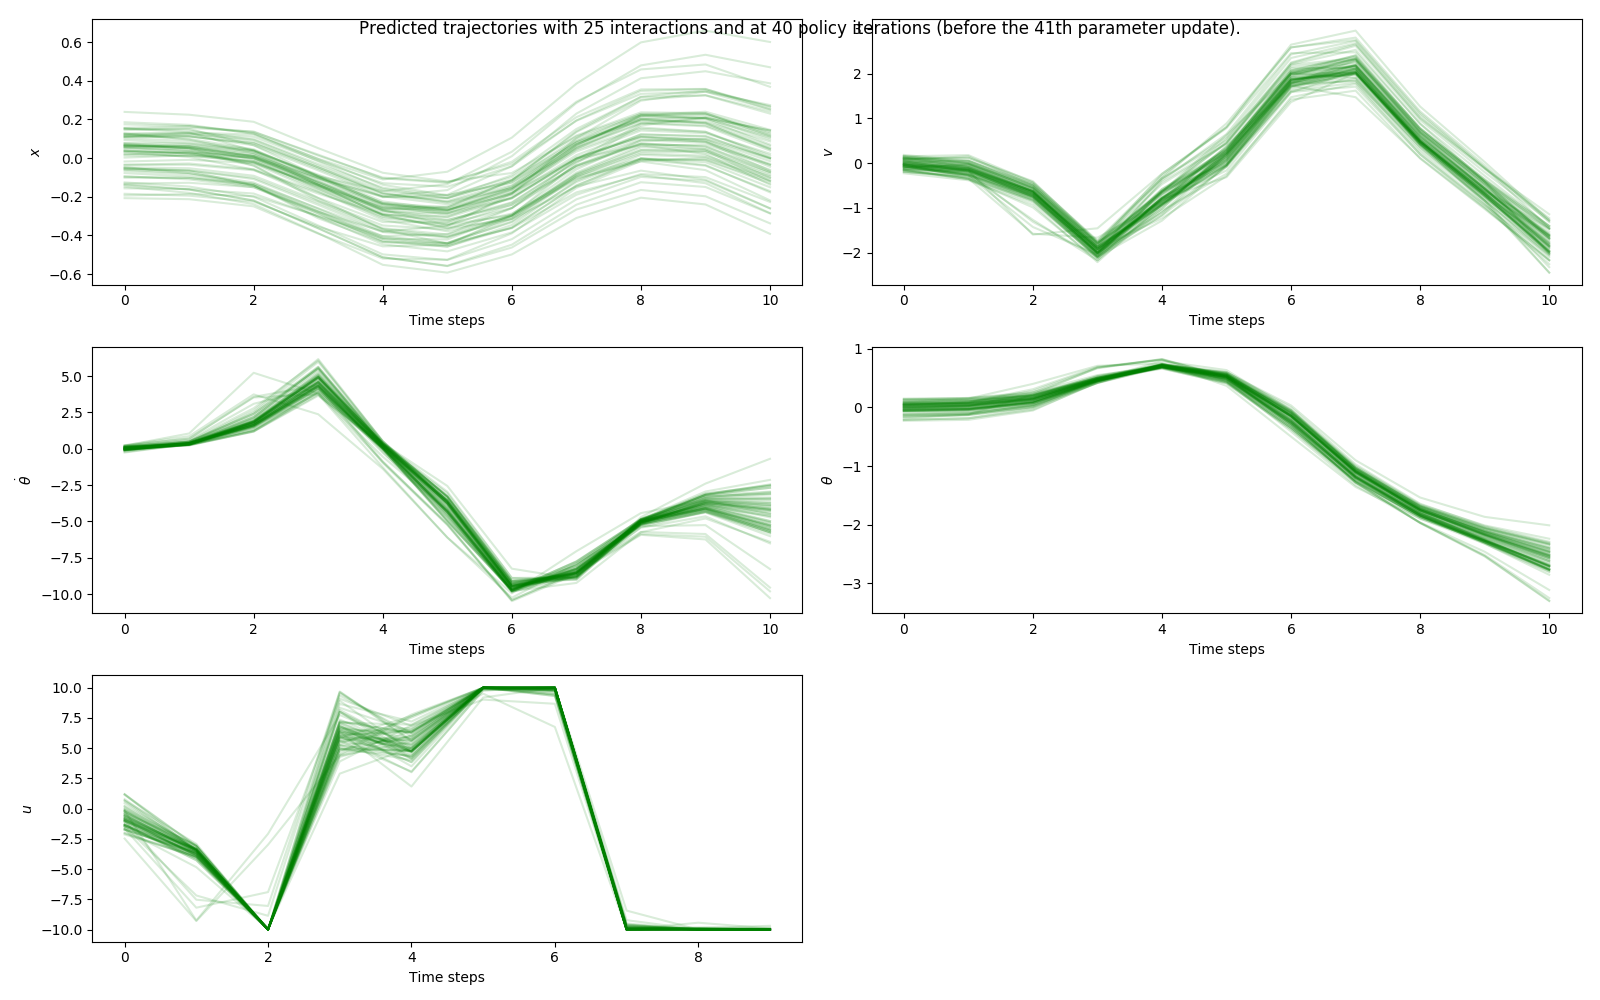 Predicted trajectories with 25 interactions and at 40 policy iterations (before the 41th parameter update).
0.6
0.4
0.2
0.0
−0.2
−0.4
−0.6
x
0 2 4 6 8 10
Time steps
3
2
1
0
−1
−2
v
0 2 4 6 8 10
Time steps
5.0
2.5
0.0
−2.5
−5.0
−7.5
−10.0
θ̇
0 2 4 6 8 10
Time steps
1
0
−1
−2
−3
θ
0 2 4 6 8 10
Time steps
10.0
7.5
5.0
2.5
0.0
−2.5
−5.0
−7.5
−10.0
u
0 2 4 6 8
Time steps